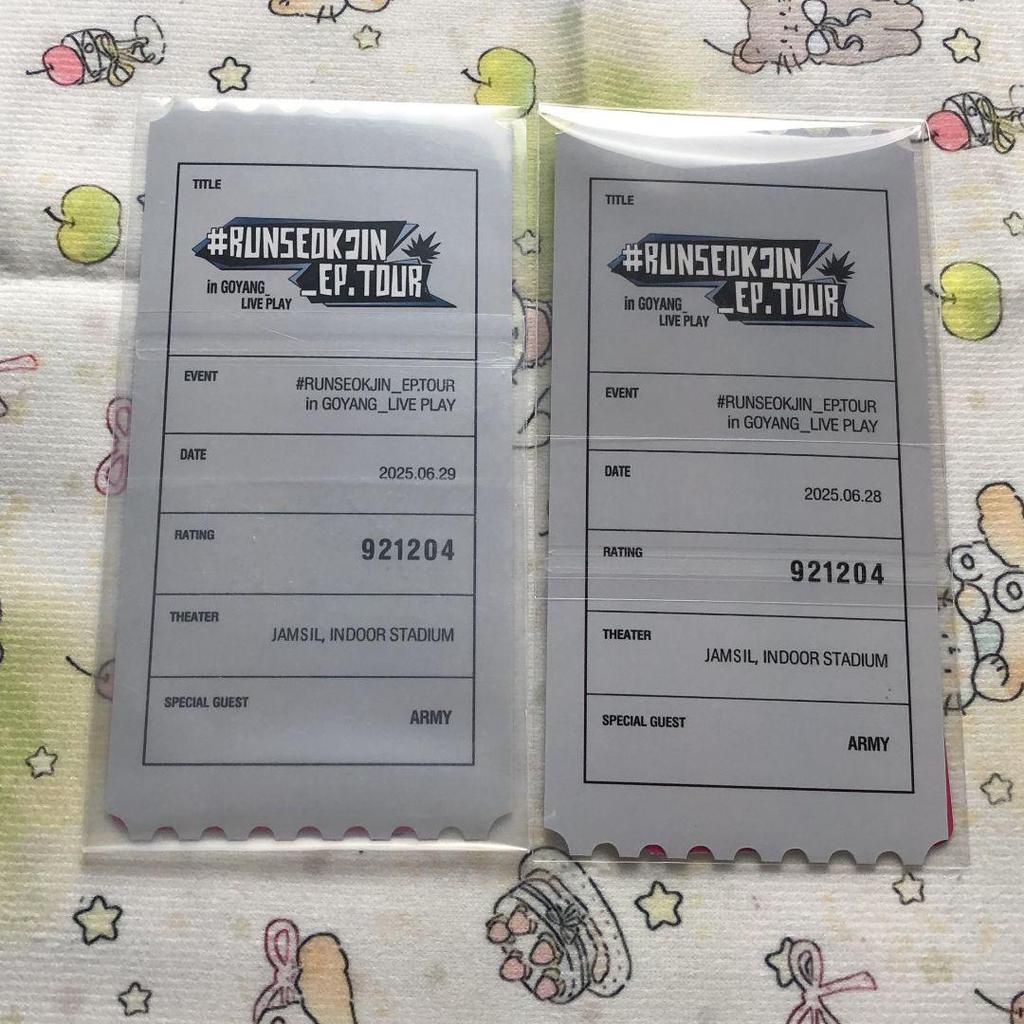 TITLE
#RUNSEOKJIN
_EP.TOUR
in GOYANG_
LIVE PLAY
EVENT
#RUNSEOKJIN_EP.TOUR
in GOYANG_LIVE PLAY
DATE
2025.06.29
RATING
921204
THEATER
JAMSIL, INDOOR STADIUM
SPECIAL GUEST
ARMY
TITLE
#RUNSEOKJIN
_EP.TOUR
in GOYANG_
LIVE PLAY
EVENT
#RUNSEOKJIN_EP.TOUR
in GOYANG_LIVE PLAY
DATE
2025.06.28
RATING
921204
THEATER
JAMSIL, INDOOR STADIUM
SPECIAL GUEST
ARMY